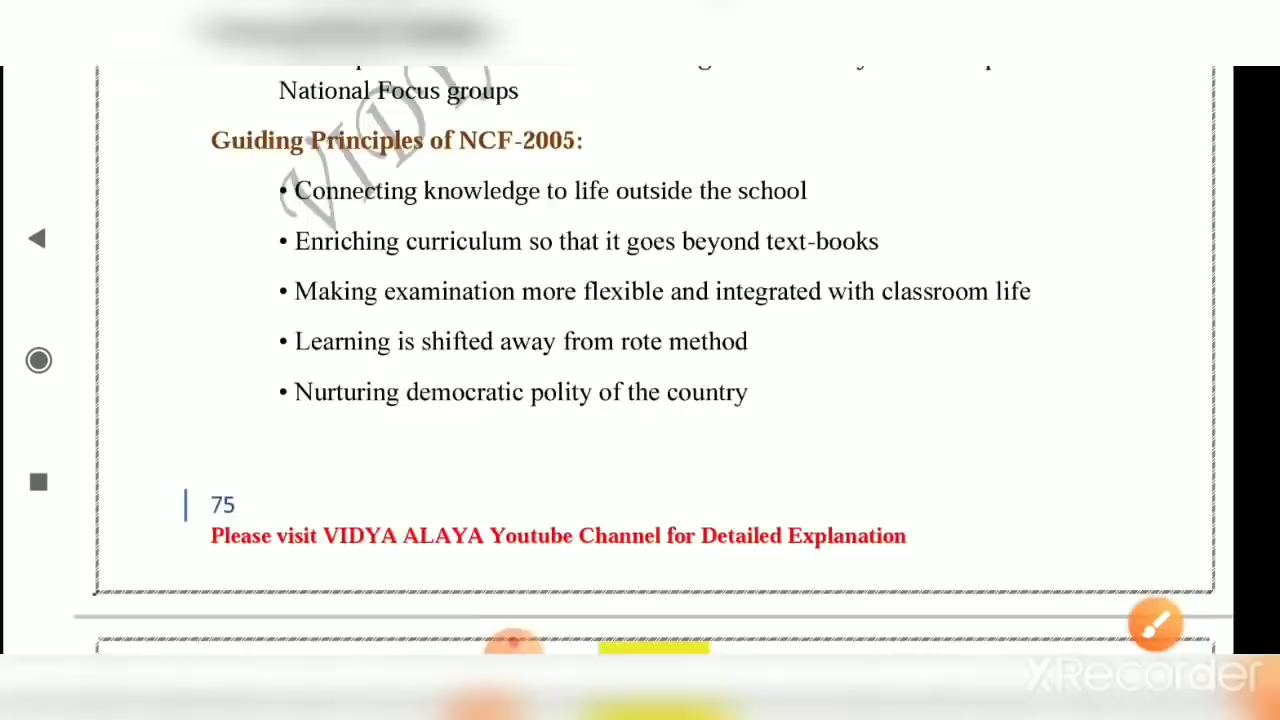 National Focus groups
Guiding Principles of NCF-2005:
• Connecting knowledge to life outside the school
• Enriching curriculum so that it goes beyond text-books
• Making examination more flexible and integrated with classroom life
• Learning is shifted away from rote method
• Nurturing democratic polity of the country
75
Please visit VIDYA ALAYA Youtube Channel for Detailed Explanation
XRecorder